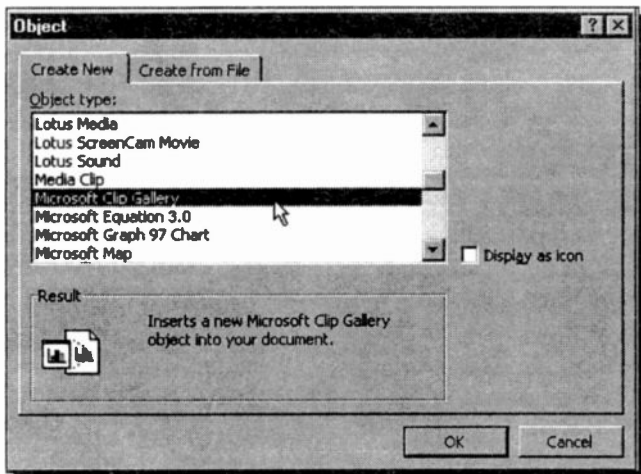 Object
Create New
Create from File
Object type:
Lotus Media
Lotus ScreenCam Movie
Lotus Sound
Media Clip
Microsoft Clip Gallery
Microsoft Equation 3.0
Microsoft Graph 97 Chart
Microsoft Map
Display as icon
Result
Inserts a new Microsoft Clip Gallery
object into your document.
OK
Cancel